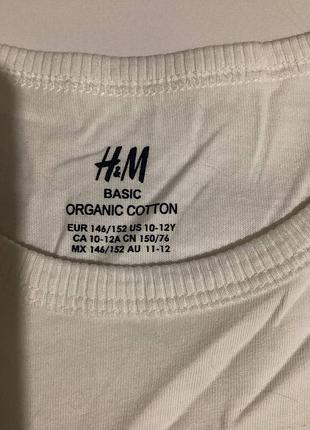 H&M
BASIC
ORGANIC COTTON
EUR 146/152 US 10-12Y
CA 10-12A CN 150/76
MX 146/152 AU 11-12